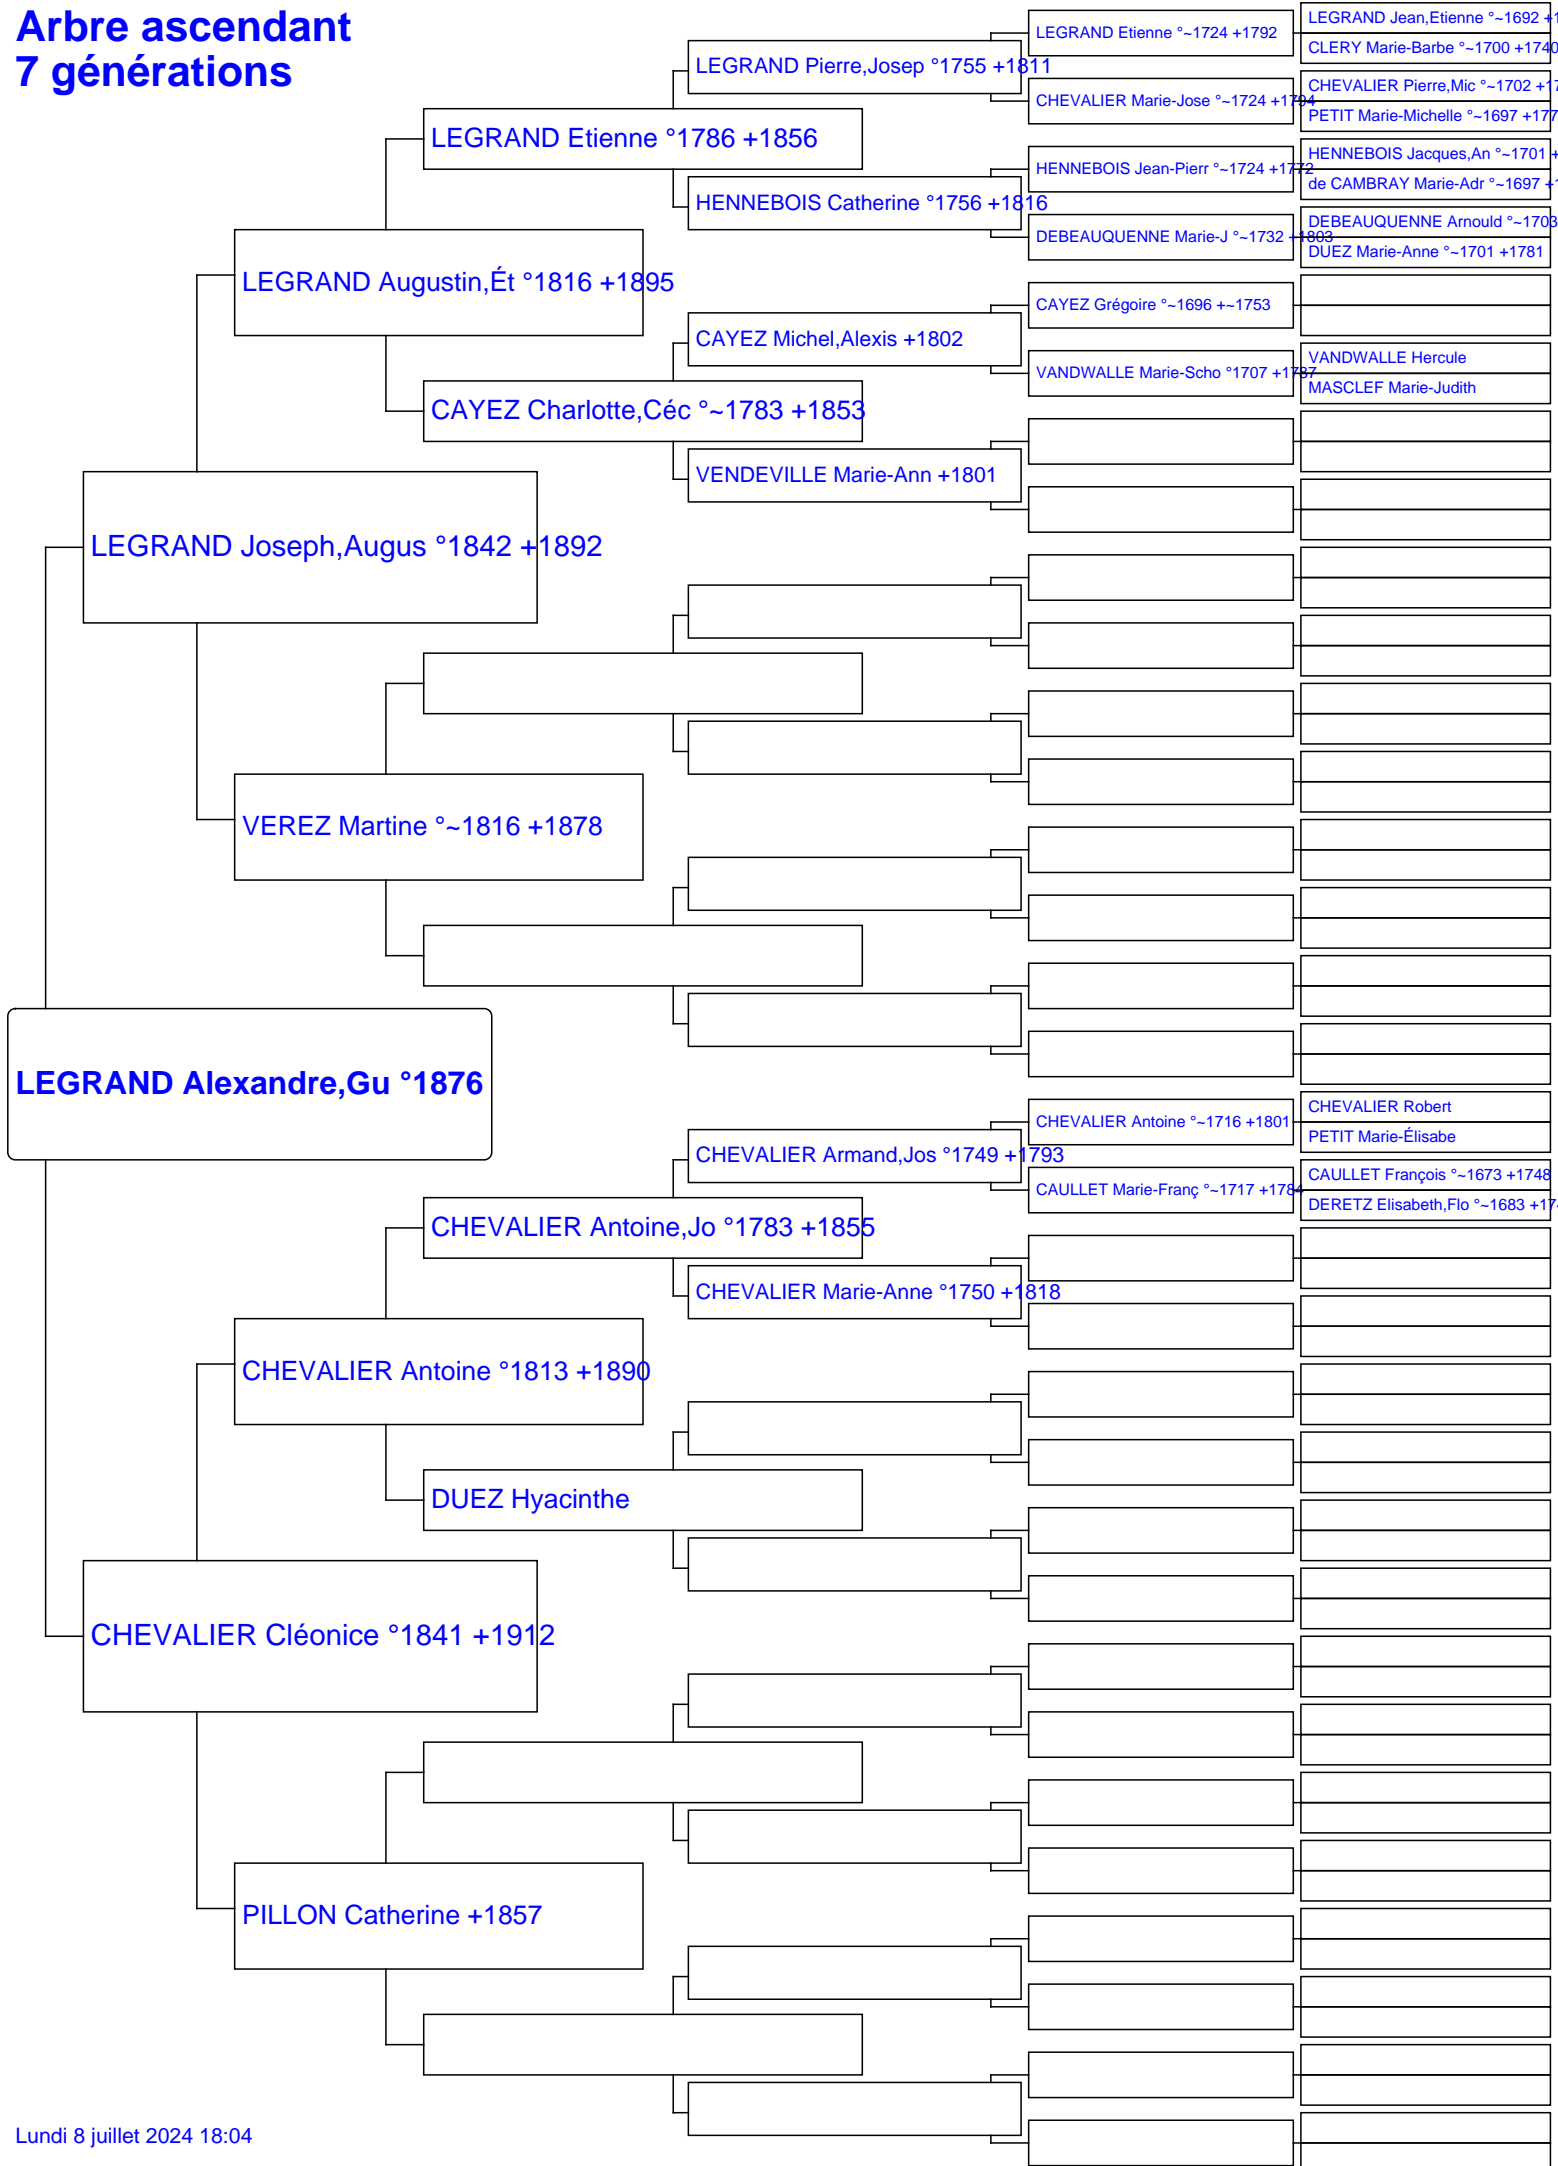 Arbre ascendant
7 générations
LEGRAND Jean,Etienne °~1692 +1
LEGRAND Etienne °~1724 +1792
CLERY Marie-Barbe °~1700 +1740
LEGRAND Pierre,Josep °1755 +1811
CHEVALIER Pierre,Mic °~1702 +17
CHEVALIER Marie-Jose °~1724 +1794
PETIT Marie-Michelle °~1697 +177
LEGRAND Etienne °1786 +1856
HENNEBOIS Jacques,An °~1701 +
HENNEBOIS Jean-Pierr °~1724 +1772
de CAMBRAY Marie-Adr °~1697 +1
HENNEBOIS Catherine °1756 +1816
DEBEAUQUENNE Arnould °~1703
DEBEAUQUENNE Marie-J °~1732 +1803
DUEZ Marie-Anne °~1701 +1781
LEGRAND Augustin,Ét °1816 +1895
CAYEZ Grégoire °~1696 +~1753
CAYEZ Michel,Alexis +1802
VANDWALLE Hercule
VANDWALLE Marie-Scho °1707 +1787
MASCLEF Marie-Judith
CAYEZ Charlotte,Céc °~1783 +1853
VENDEVILLE Marie-Ann +1801
LEGRAND Joseph,Augus °1842 +1892
VEREZ Martine °~1816 +1878
LEGRAND Alexandre,Gu °1876
CHEVALIER Robert
CHEVALIER Antoine °~1716 +1801
PETIT Marie-Élisabe
CHEVALIER Armand,Jos °1749 +1793
CAULLET François °~1673 +1748
CAULLET Marie-Franç °~1717 +1784
DERETZ Elisabeth,Flo °~1683 +174
CHEVALIER Antoine,Jo °1783 +1855
CHEVALIER Marie-Anne °1750 +1818
CHEVALIER Antoine °1813 +1890
DUEZ Hyacinthe
CHEVALIER Cléonice °1841 +1912
PILLON Catherine +1857
Lundi 8 juillet 2024 18:04